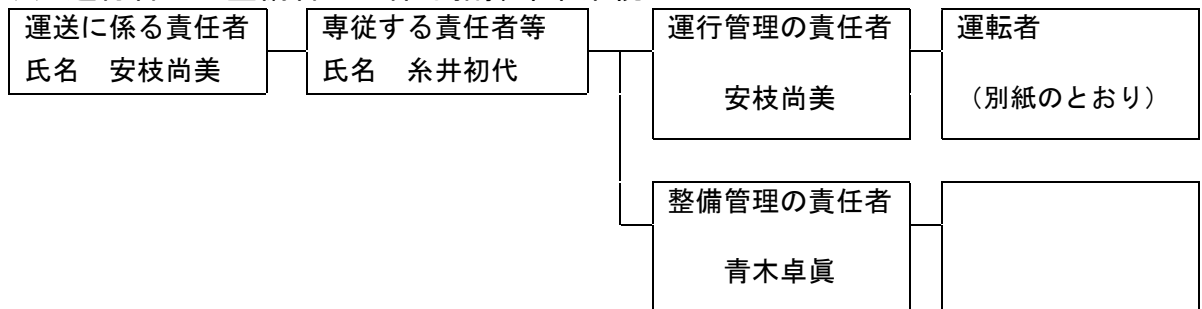 運送に係る責任者
氏名 安枝尚美
専従する責任者等
氏名 糸井初代
運行管理の責任者
安枝尚美
運転者
（別紙のとおり）
整備管理の責任者
青木卓眞